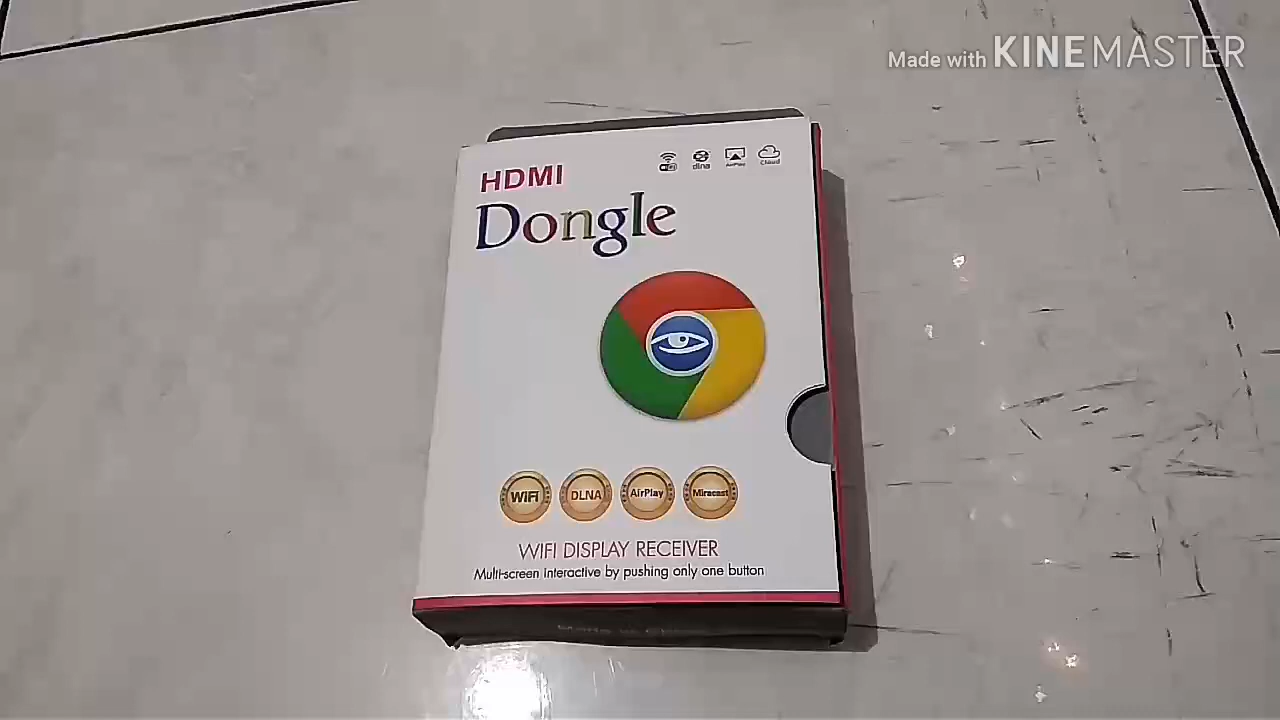 Made with KINEMASTER
HDMI
Dongle
WiFi
dlna
AirPlay
Cloud
WiFi
DLNA
AirPlay
Miracast
WIFI DISPLAY RECEIVER
Multi-screen interactive by pushing only one button